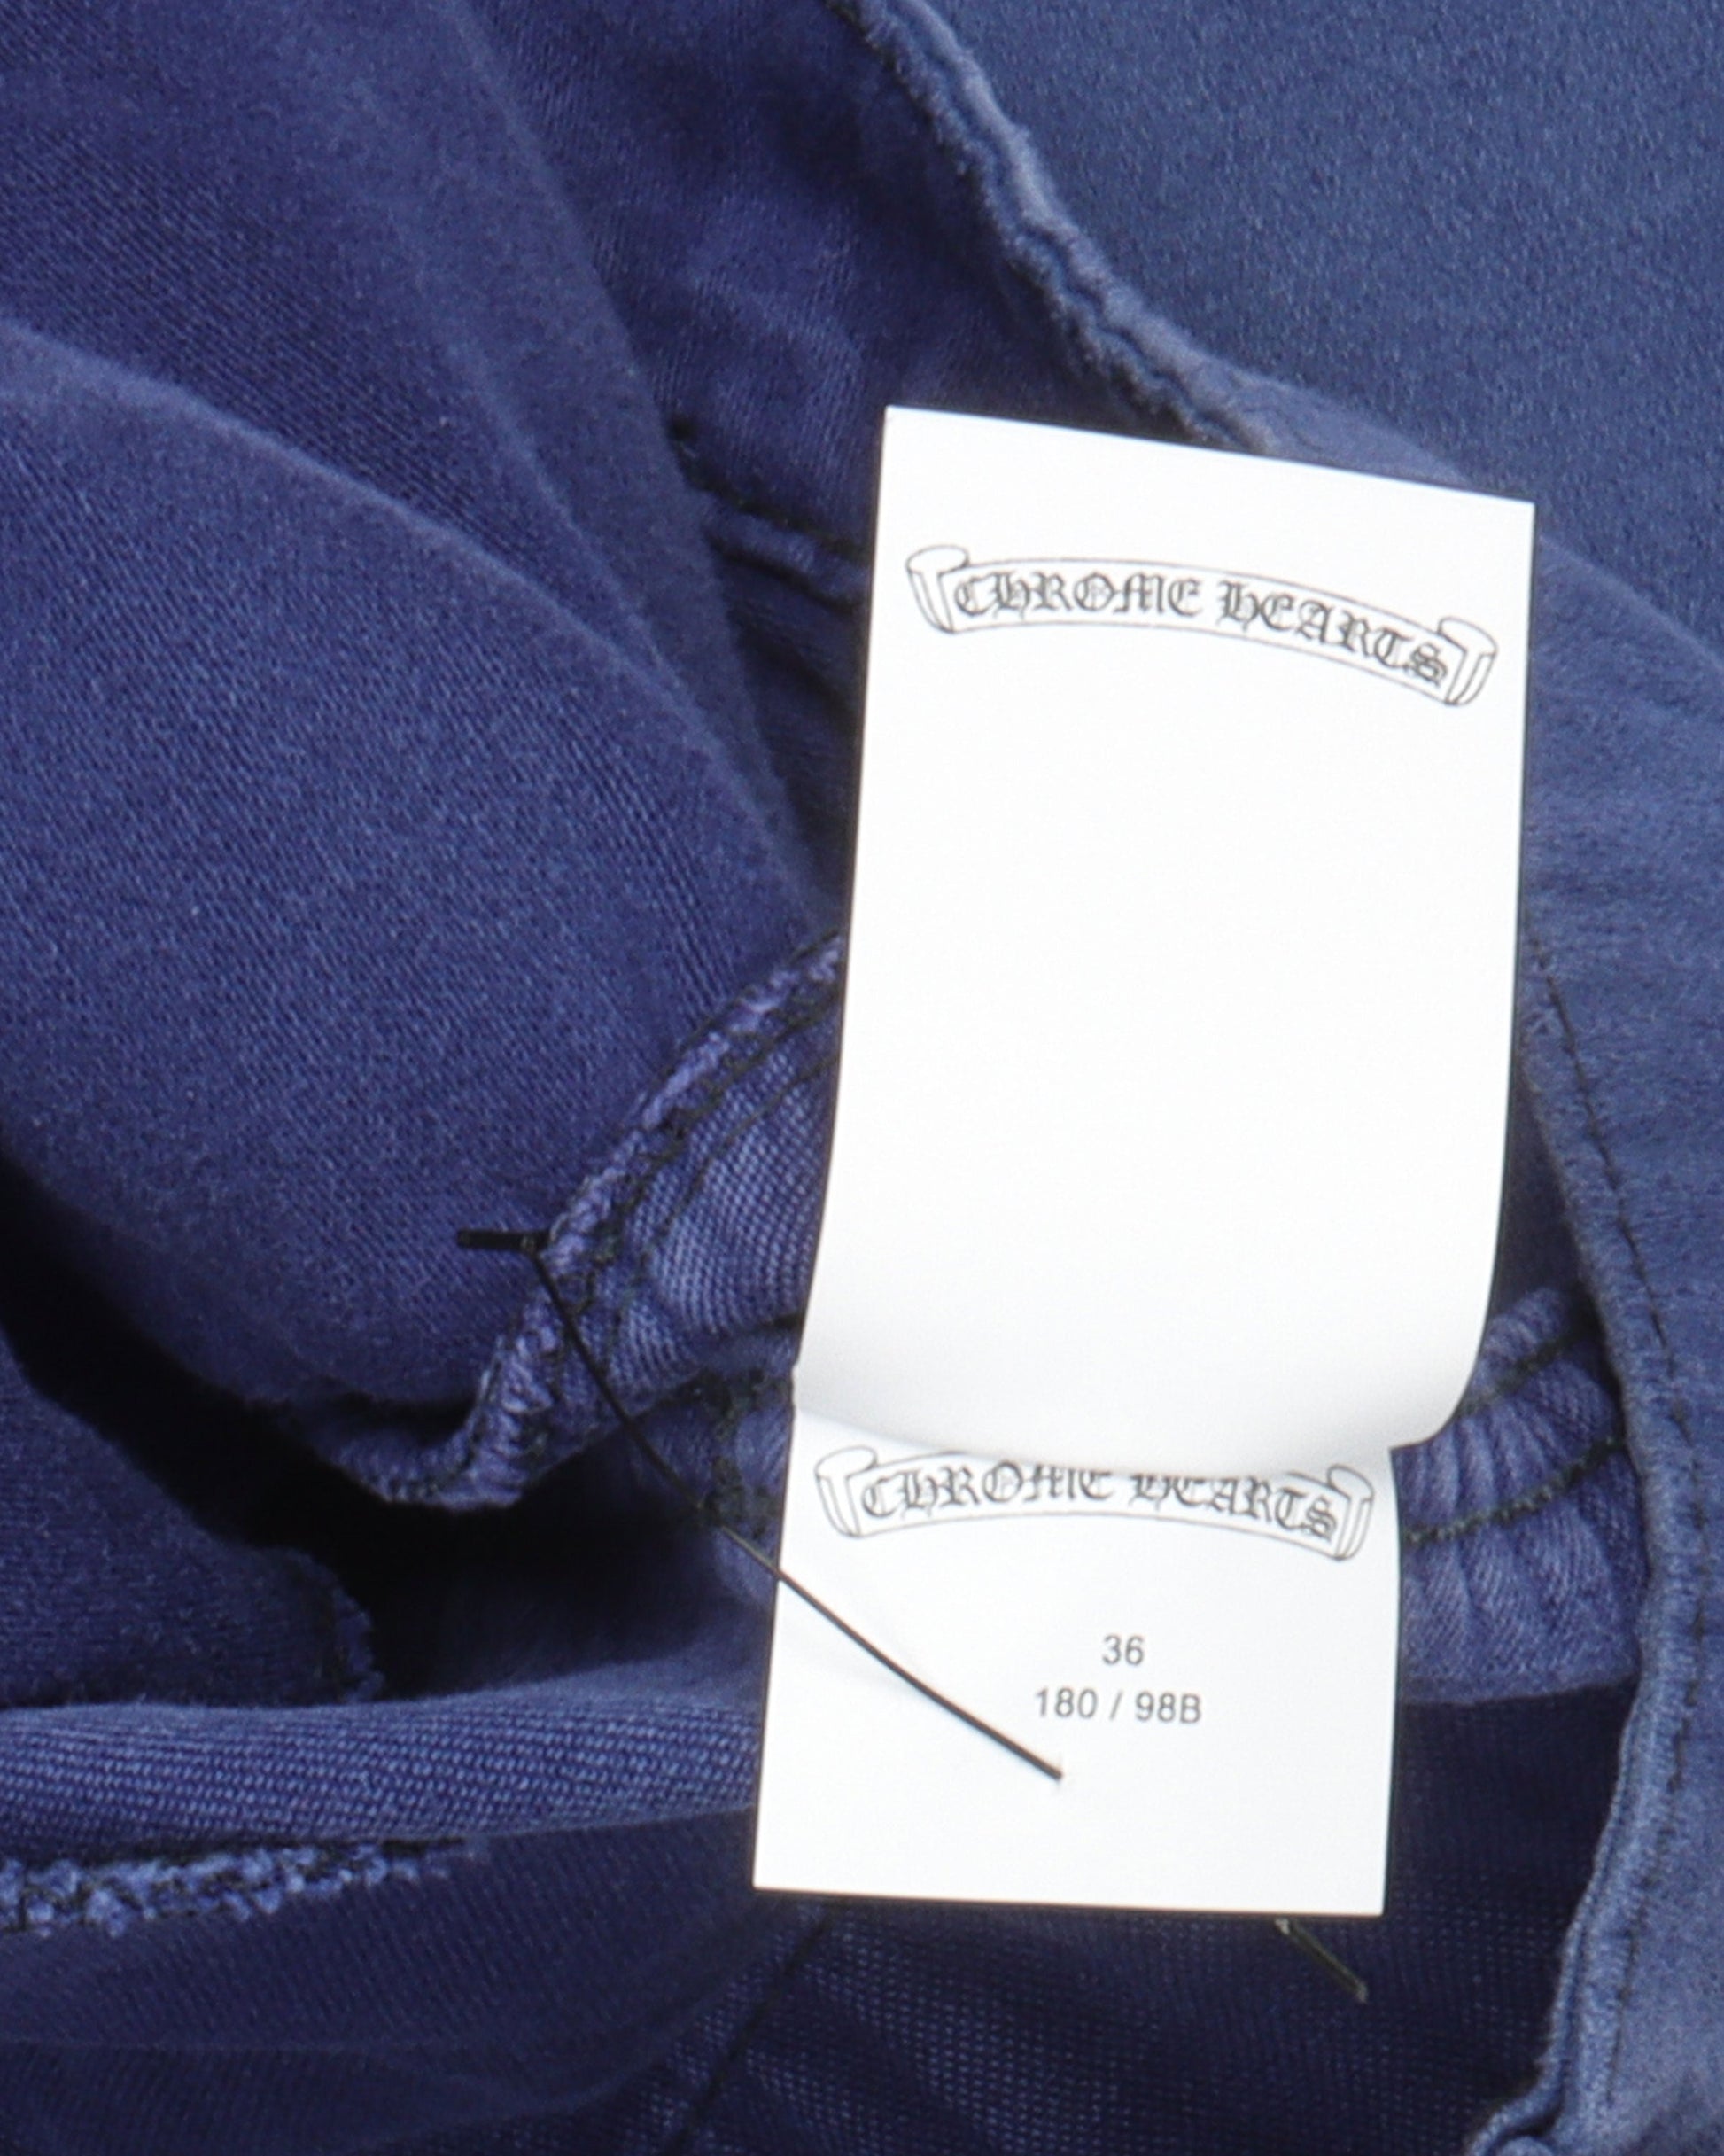 CHROME HEARTS
CHROME HEARTS
36
180 / 98B